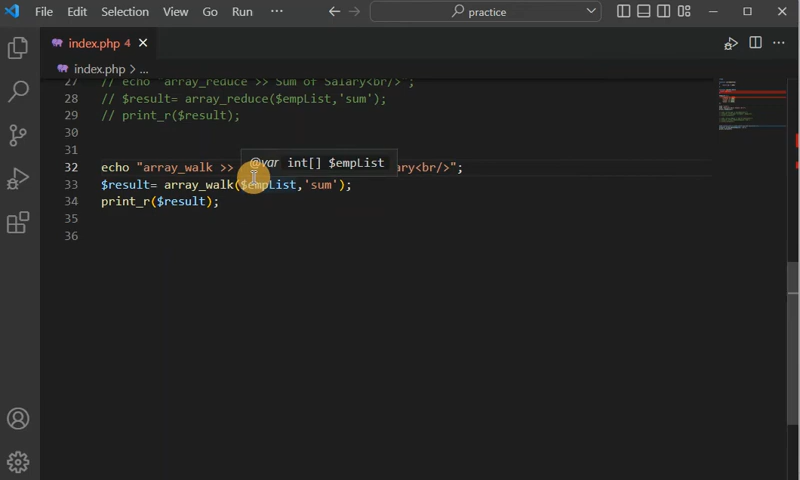 File Edit Selection View Go Run ··· practice
index.php 4
index.php > ...
27 // echo "array_reduce >> Sum of Salary<br/>";
28 // $result= array_reduce($empList,'sum');
29 // print_r($result);
30
31
@var int[] $empList
32 echo "array_walk >> ary<br/>";
33 $result= array_walk($empList,'sum');
34 print_r($result);
35
36